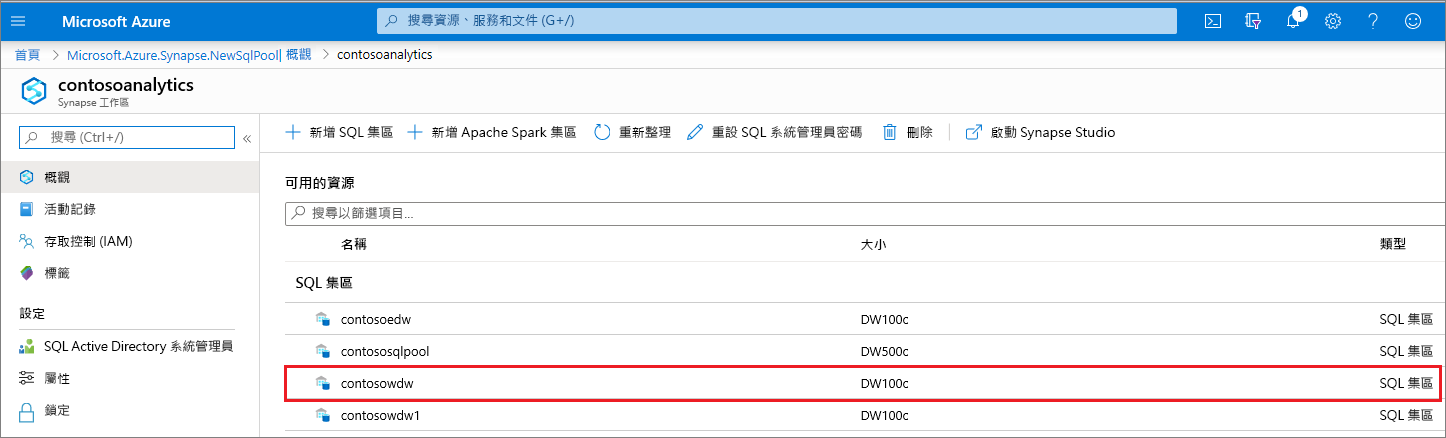 Microsoft Azure
搜尋資源、服務和文件 (G+/)
1
首頁 > Microsoft.Azure.Synapse.NewSqlPool| 概觀 > contosoanalytics
contosoanalytics
Synapse 工作區
搜尋 (Ctrl+/)
概觀
活動記錄
存取控制 (IAM)
標籤
設定
SQL Active Directory 系統管理員
屬性
鎖定
新增 SQL 集區 新增 Apache Spark 集區 重新整理 重設 SQL 系統管理員密碼 刪除 啟動 Synapse Studio
可用的資源
搜尋以篩選項目...
名稱 大小 類型
SQL 集區
contosoedw DW100c SQL 集區
contososqlpool DW500c SQL 集區
contosowdw DW100c SQL 集區
contosowdw1 DW100c SQL 集區